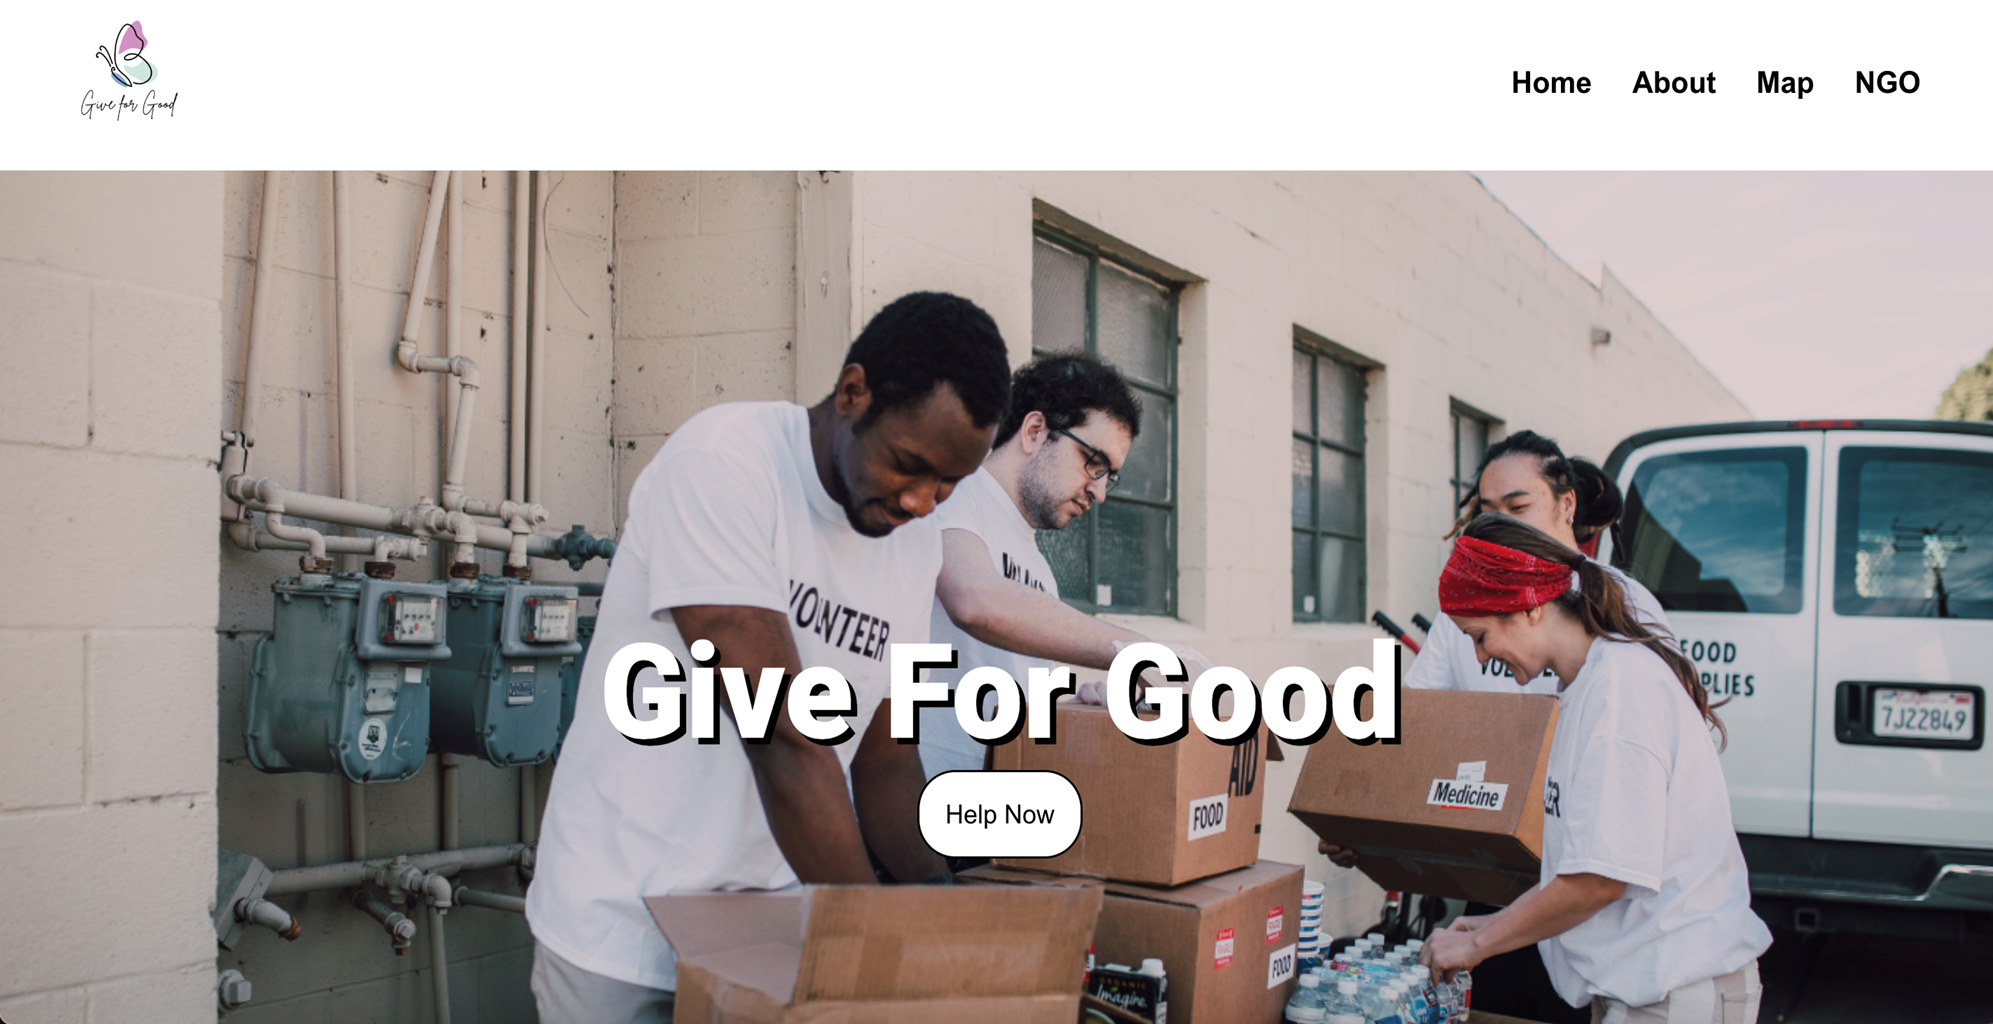 Give for Good
Home About Map NGO
VOLUNTEER
FOOD
Give For Good
7J22849
AID
Medicine
Help Now
FOOD
FOOD
ORGANIC
Imagine